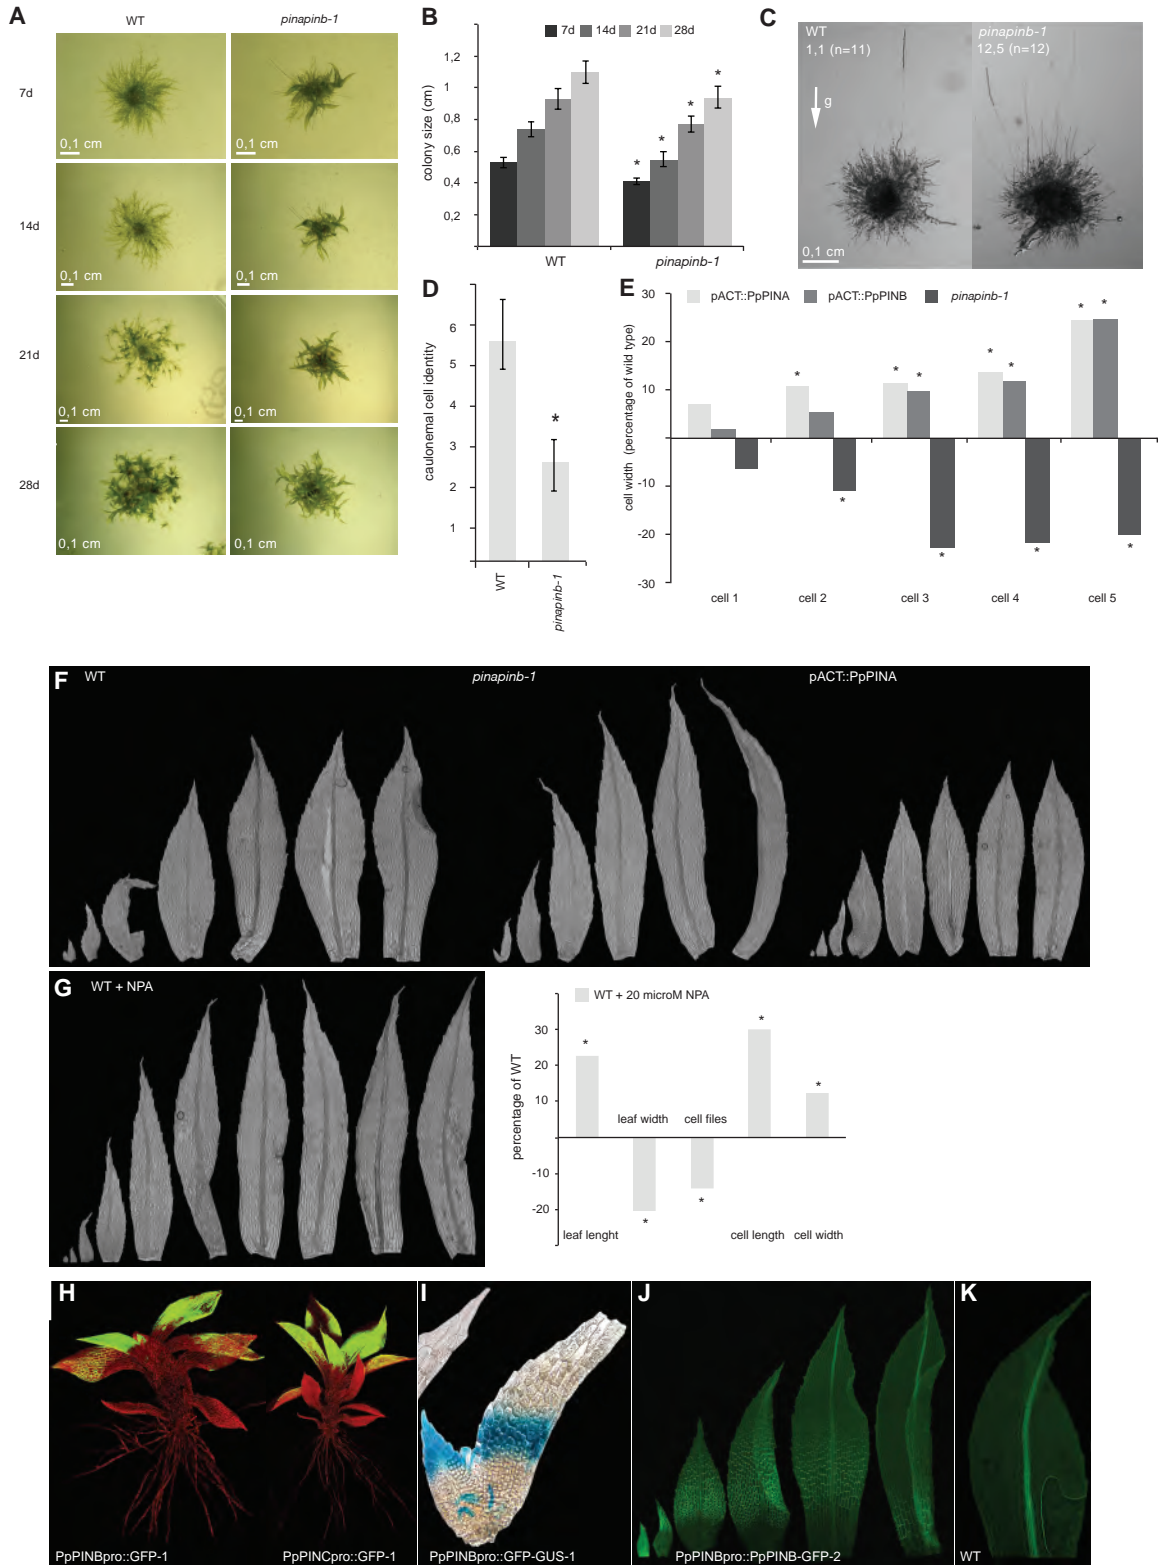 A
WT
pinapinb-1
7d
0,1 cm
0,1 cm
14d
0,1 cm
0,1 cm
21d
0,1 cm
0,1 cm
28d
0,1 cm
0,1 cm
B
7d 14d 21d 28d
colony size (cm)
1,2
1
0,8
0,6
0,4
0,2
* * * *
WT
pinapinb-1
C
WT
1,1 (n=11)
pinapinb-1
12,5 (n=12)
g
0,1 cm
D
caulonemal cell identity
6
5
4
3
2
1
*
WT
pinapinb-1
E
pACT::PpPINA pACT::PpPINB pinapinb-1
cell width (percentage of wild type)
30
20
10
-10
-20
-30
* * * * * * *
* * * *
cell 1 cell 2 cell 3 cell 4 cell 5
F
WT
pinapinb-1
pACT::PpPINA
G
WT + NPA
WT + 20 microM NPA
percentage of WT
30
20
10
-10
-20
* * *
leaf width cell files
* *
leaf lenght cell length cell width
H
PpPINBpro::GFP-1
PpPINCpro::GFP-1
I
PpPINBpro::GFP-GUS-1
J
PpPINBpro::PpPINB-GFP-2
K
WT